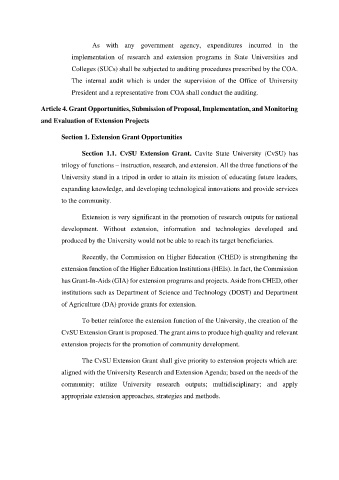 As with any government agency, expenditures incurred in the
implementation of research and extension programs in State Universities and
Colleges (SUCs) shall be subjected to auditing procedures prescribed by the COA.
The internal audit which is under the supervision of the Office of University
President and a representative from COA shall conduct the auditing.
Article 4. Grant Opportunities, Submission of Proposal, Implementation, and Monitoring
and Evaluation of Extension Projects
Section 1. Extension Grant Opportunities
Section 1.1. CvSU Extension Grant. Cavite State University (CvSU) has
trilogy of functions – instruction, research, and extension. All the three functions of the
University stand in a tripod in order to attain its mission of educating future leaders,
expanding knowledge, and developing technological innovations and provide services
to the community.
Extension is very significant in the promotion of research outputs for national
development. Without extension, information and technologies developed and
produced by the University would not be able to reach its target beneficiaries.
Recently, the Commission on Higher Education (CHED) is strengthening the
extension function of the Higher Education Institutions (HEIs). In fact, the Commission
has Grant-In-Aids (GIA) for extension programs and projects. Aside from CHED, other
institutions such as Department of Science and Technology (DOST) and Department
of Agriculture (DA) provide grants for extension.
To better reinforce the extension function of the University, the creation of the
CvSU Extension Grant is proposed. The grant aims to produce high quality and relevant
extension projects for the promotion of community development.
The CvSU Extension Grant shall give priority to extension projects which are:
aligned with the University Research and Extension Agenda; based on the needs of the
community; utilize University research outputs; multidisciplinary; and apply
appropriate extension approaches, strategies and methods.